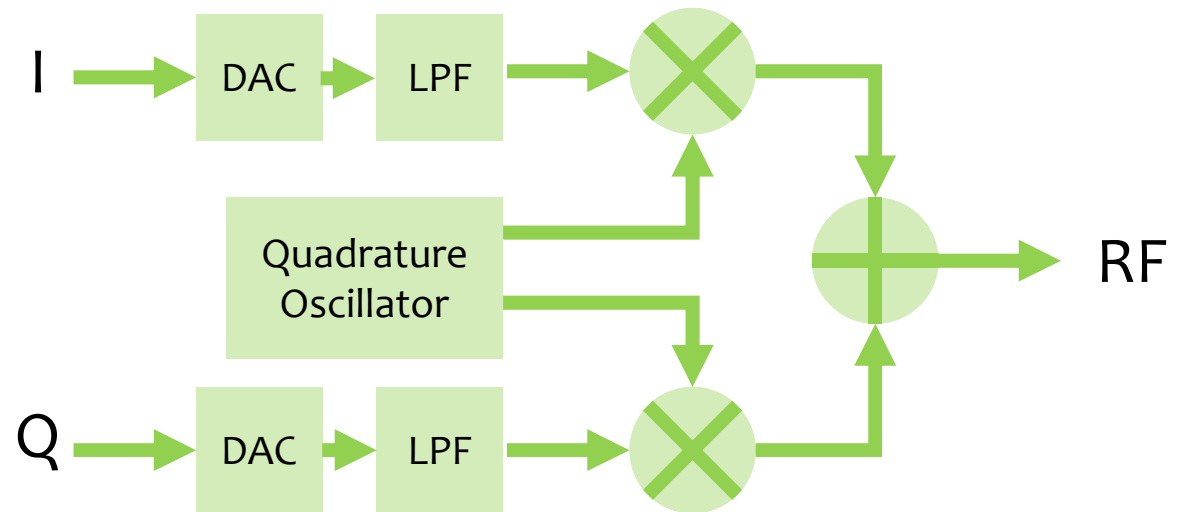 I
DAC
LPF
Quadrature
Oscillator
RF
Q
DAC
LPF